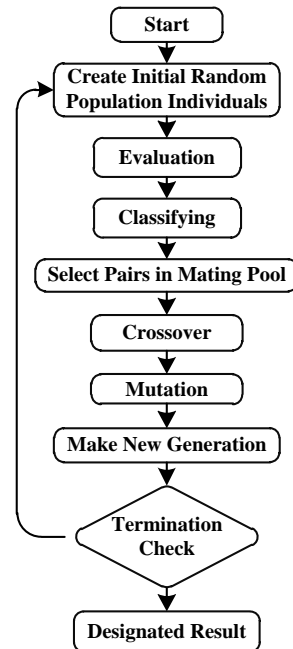 Start
Create Initial Random
Population Individuals
Evaluation
Classifying
Select Pairs in Mating Pool
Crossover
Mutation
Make New Generation
Termination
Check
Designated Result